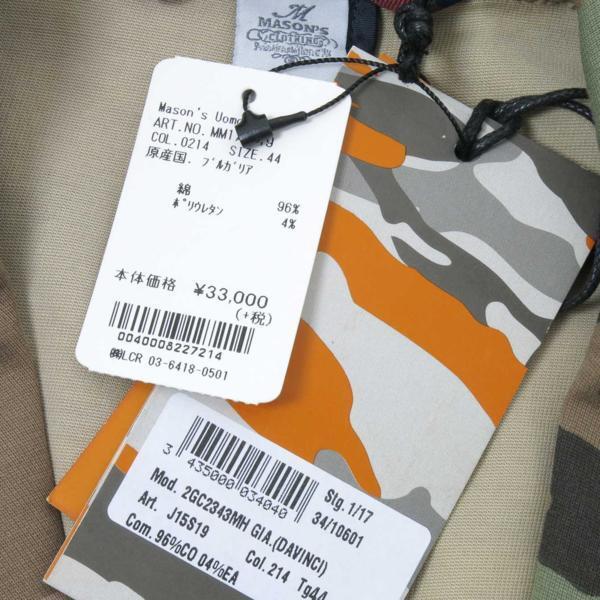 MASON'S
Clothings
Mason's Uomo
ART.NO.MM1
COL.0214 SIZE.44
原産国. ﾌﾞﾙｶﾞﾘｱ
綿 96%
ﾎﾟﾘｳﾚﾀﾝ 4%
本体価格 ¥33,000
(+税)
0040008227214
㈱LCR 03-6418-0501
3 435000 034040
Stg.1/17
34/10601
Mod. 2GC2343MH GIA.(DAVINCI)
Art. J15S19 Col.214 Tg44
Com.96%CO 04%EA